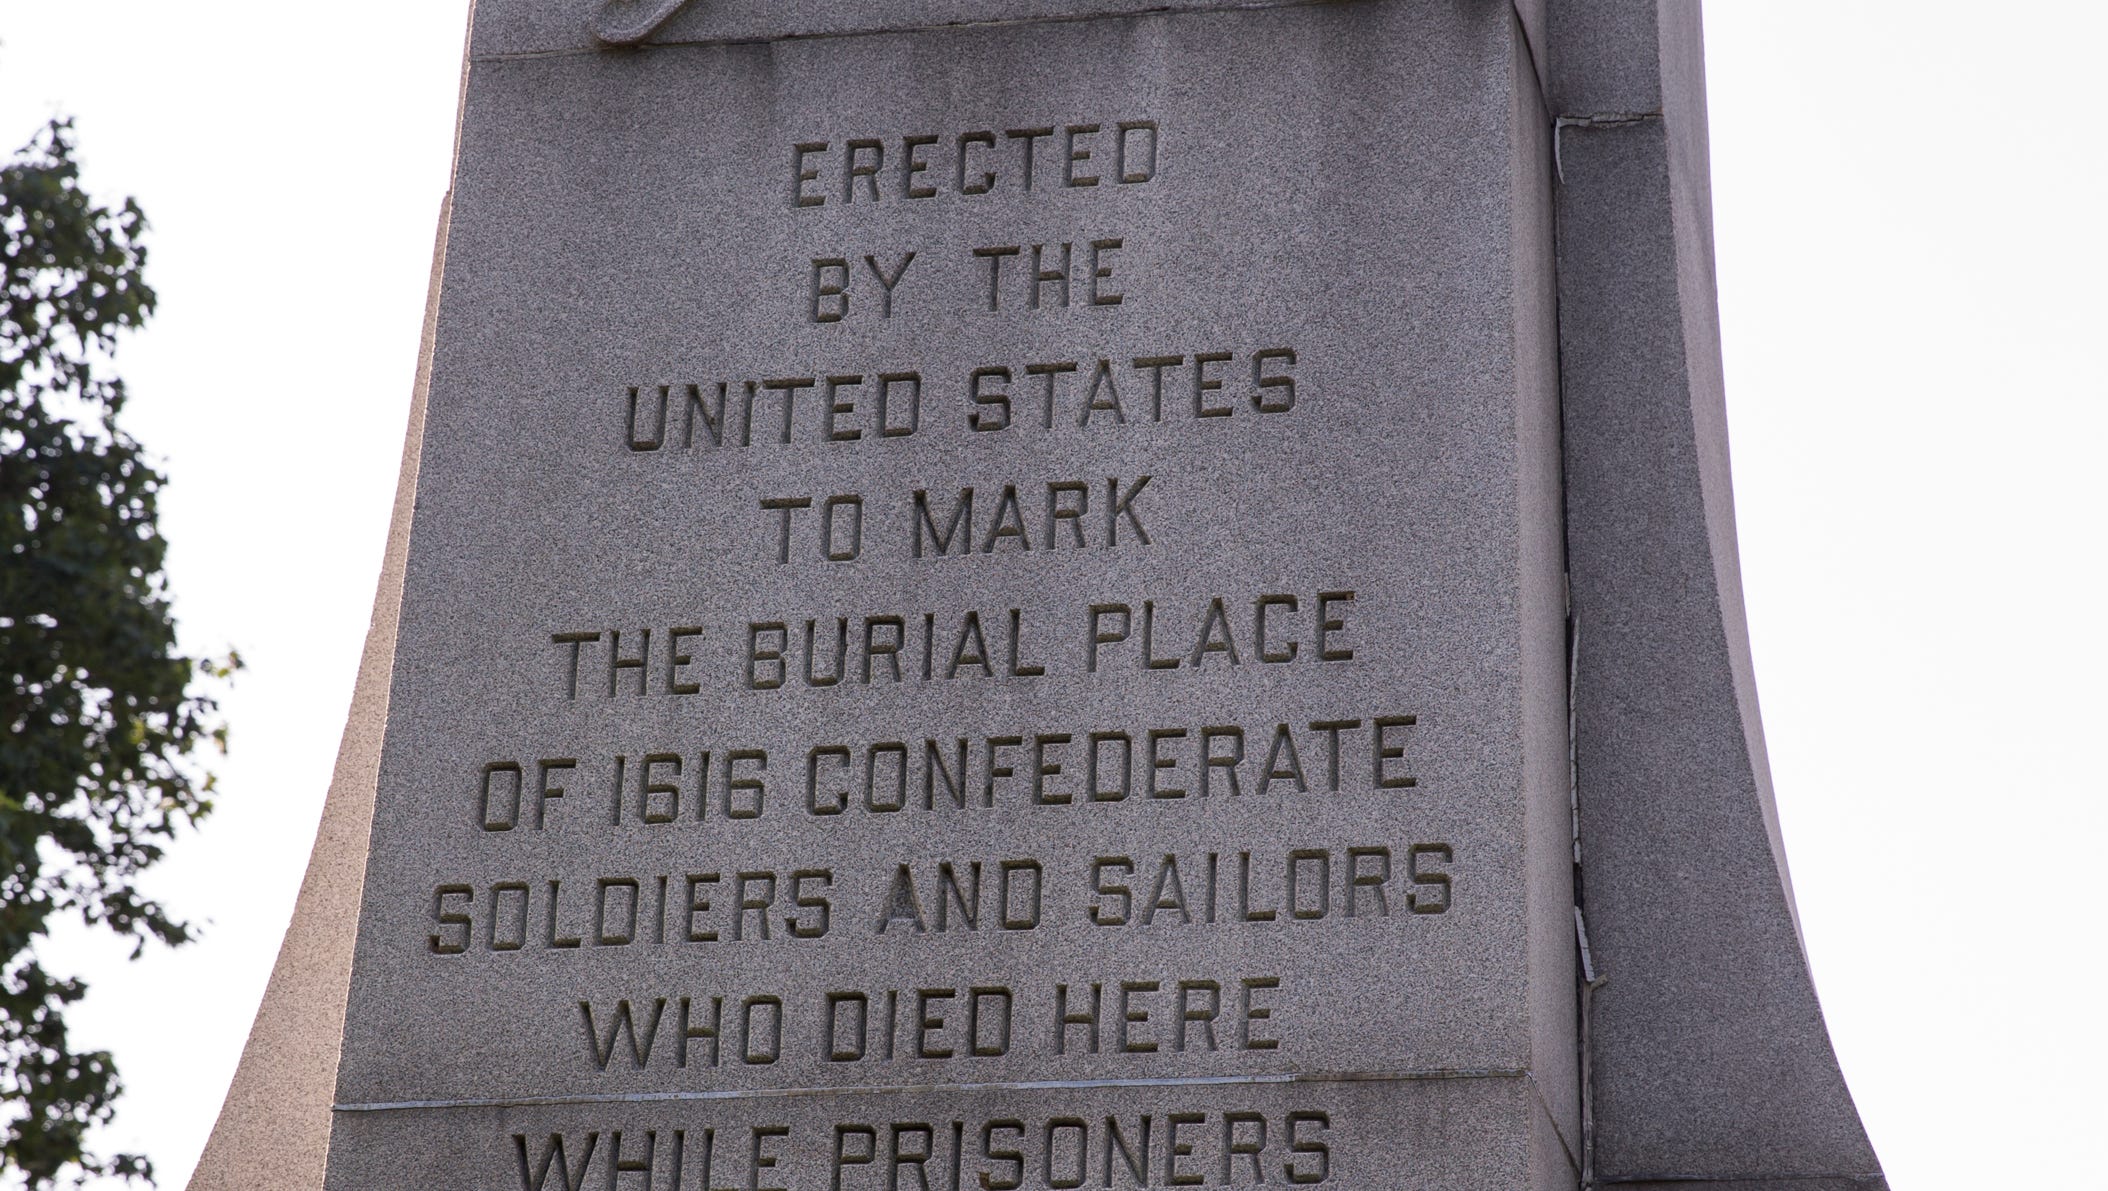 ERECTED
BY THE
UNITED STATES
TO MARK
THE BURIAL PLACE
OF 1616 CONFEDERATE
SOLDIERS AND SAILORS
WHO DIED HERE
WHILE PRISONERS